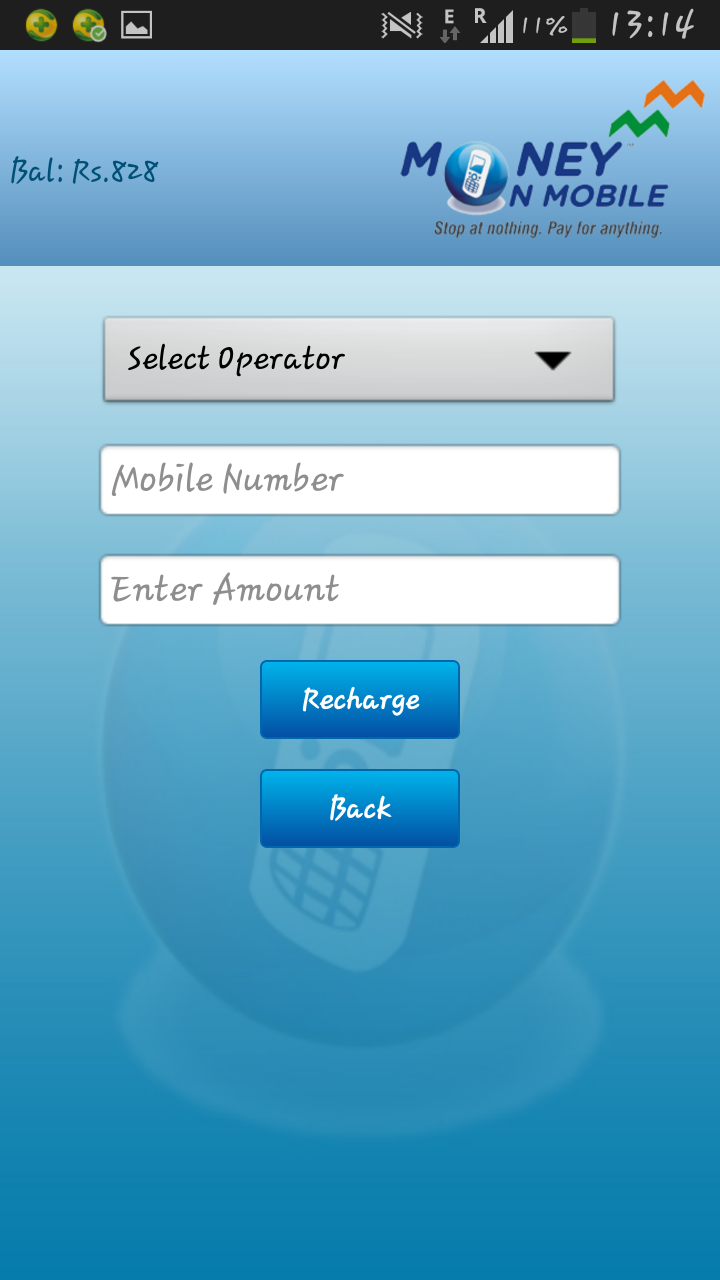 E R 11% 13:14
Bal: Rs.828
MONEY
ON MOBILE
Stop at nothing. Pay for anything.
Select Operator
Mobile Number
Enter Amount
Recharge
Back